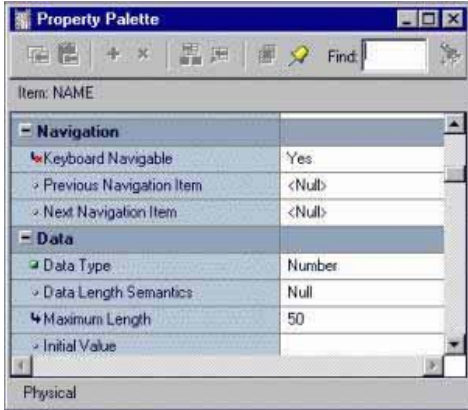 Property Palette
Find:
Item: NAME
Navigation
Keyboard Navigable Yes
Previous Navigation Item <Null>
Next Navigation Item <Null>
Data
Data Type Number
Data Length Semantics Null
Maximum Length 50
Initial Value
Physical